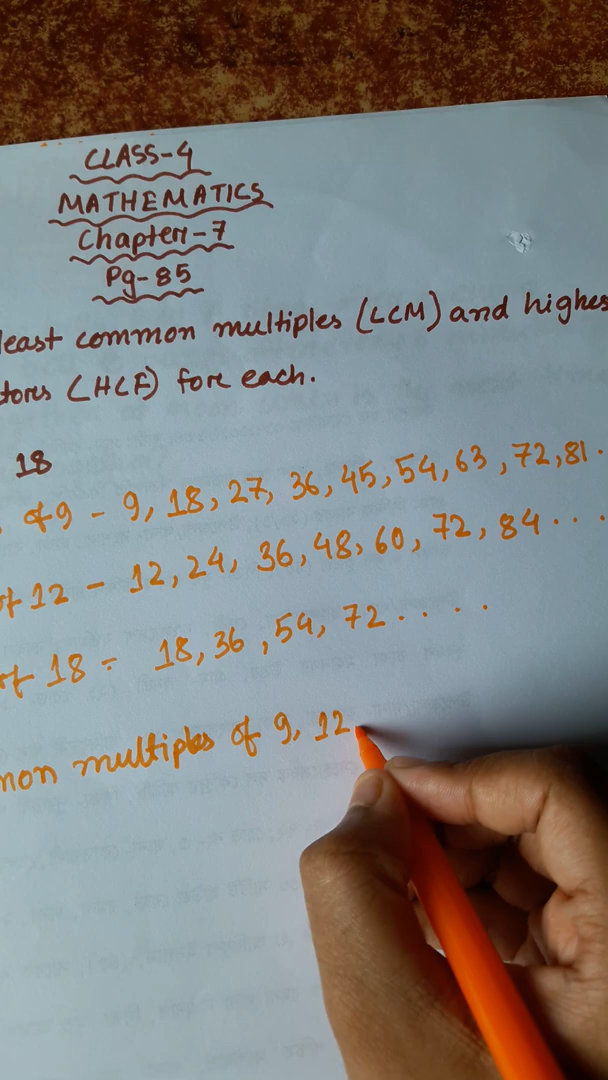 CLASS-4
MATHEMATICS
Chapter-7
Pg-85
least common multiples (LCM) and highes
tores (HCF) for each.
18
of 9 - 9, 18, 27, 36, 45, 54, 63, 72, 81.
of 12 - 12, 24, 36, 48, 60, 72, 84...
of 18 - 18, 36, 54, 72....
mon multiples of 9, 12